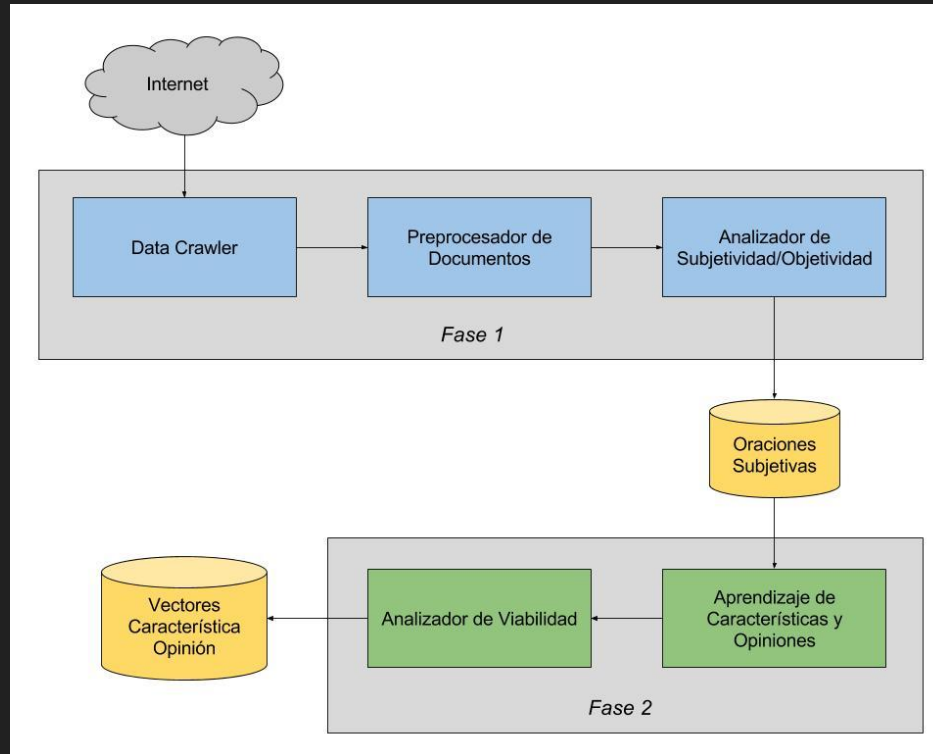 Internet
Data Crawler
Preprocesador de
Documentos
Analizador de
Subjetividad/Objetividad
Fase 1
Oraciones
Subjetivas
Vectores
Característica
Opinión
Analizador de Viabilidad
Aprendizaje de
Características y
Opiniones
Fase 2